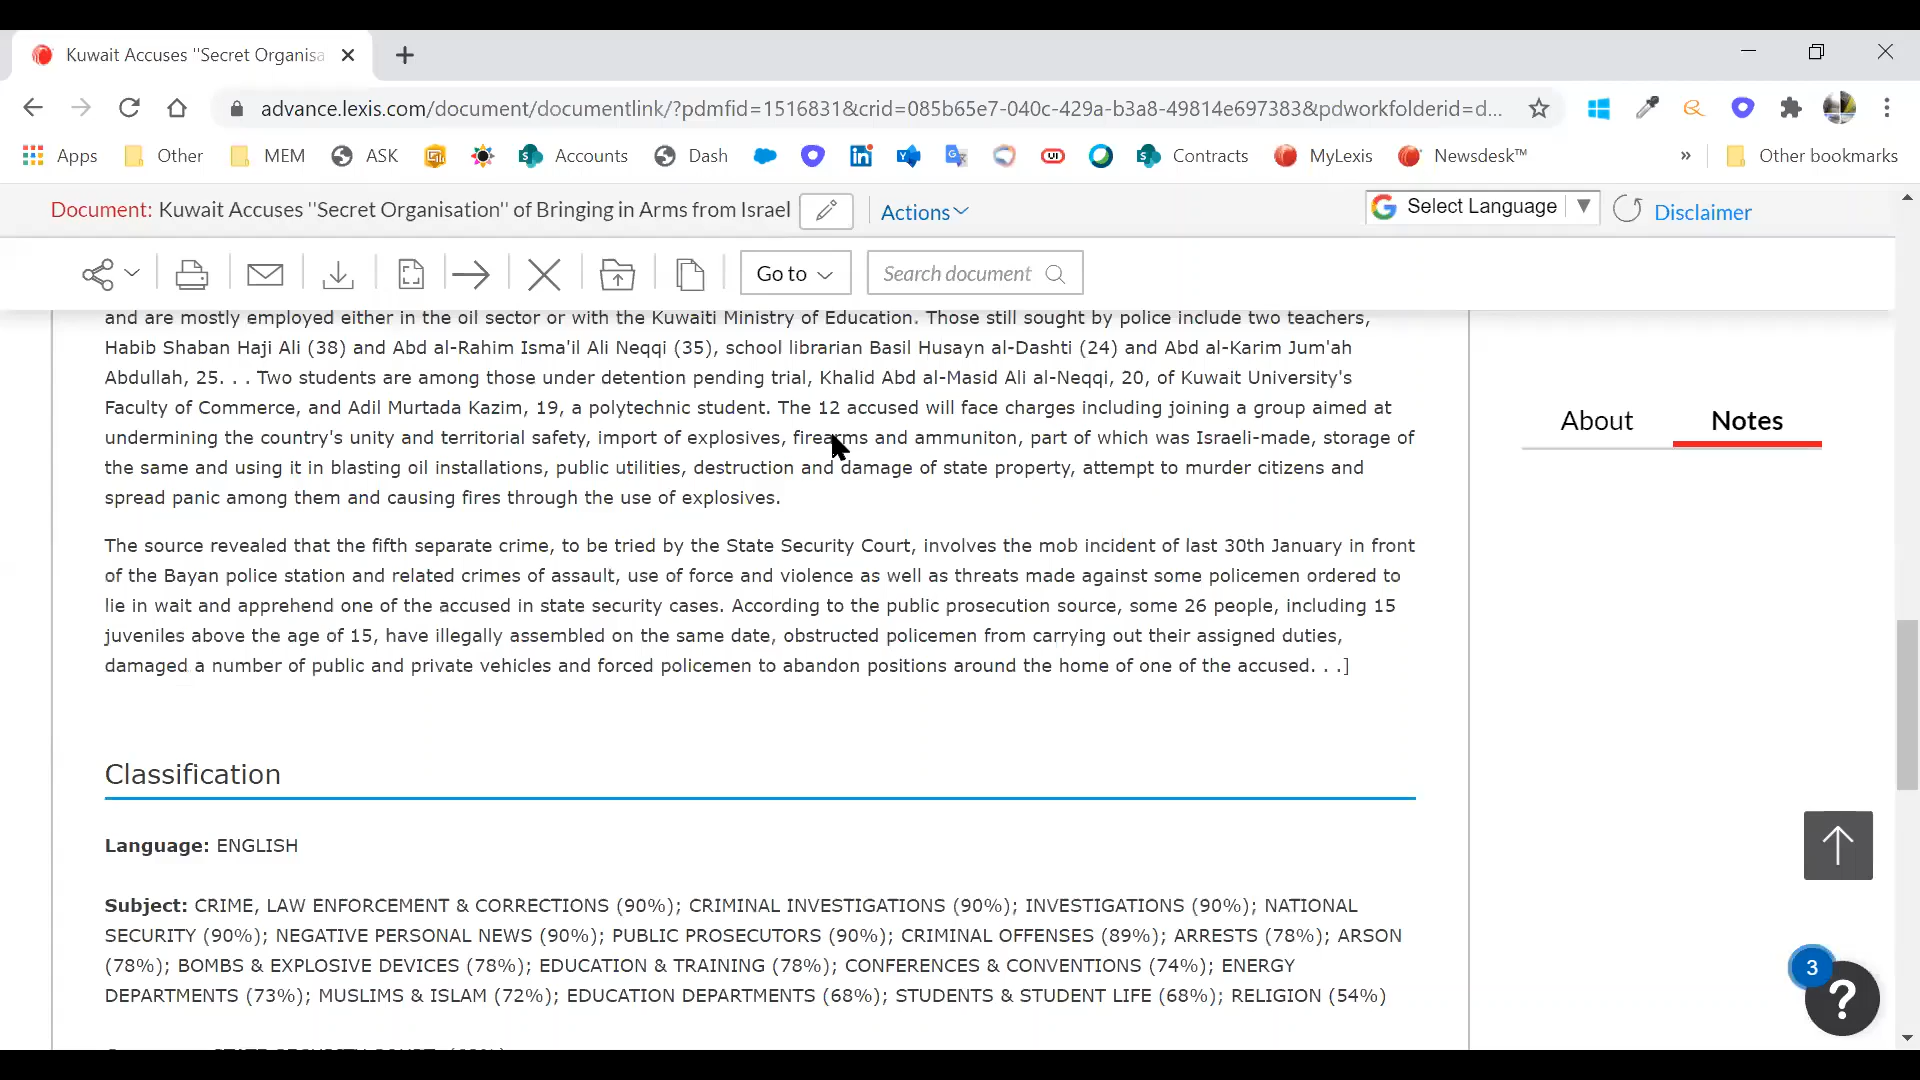 Kuwait Accuses "Secret Organisa
advance.lexis.com/document/documentlink/?pdmfid=1516831&crid=085b65e7-040c-429a-b3a8-49814e697383&pdworkfolderid=d...
Apps Other MEM ASK Accounts Dash Contracts MyLexis Newsdesk™ » Other bookmarks
Document: Kuwait Accuses "Secret Organisation" of Bringing in Arms from Israel Actions Select Language Disclaimer
Go to Search document
and are mostly employed either in the oil sector or with the Kuwaiti Ministry of Education. Those still sought by police include two teachers,
Habib Shaban Haji Ali (38) and Abd al-Rahim Isma'il Ali Neqqi (35), school librarian Basil Husayn al-Dashti (24) and Abd al-Karim Jum'ah
Abdullah, 25. . . Two students are among those under detention pending trial, Khalid Abd al-Masid Ali al-Neqqi, 20, of Kuwait University's
Faculty of Commerce, and Adil Murtada Kazim, 19, a polytechnic student. The 12 accused will face charges including joining a group aimed at
undermining the country's unity and territorial safety, import of explosives, firearms and ammuniton, part of which was Israeli-made, storage of
the same and using it in blasting oil installations, public utilities, destruction and damage of state property, attempt to murder citizens and
spread panic among them and causing fires through the use of explosives.
The source revealed that the fifth separate crime, to be tried by the State Security Court, involves the mob incident of last 30th January in front
of the Bayan police station and related crimes of assault, use of force and violence as well as threats made against some policemen ordered to
lie in wait and apprehend one of the accused in state security cases. According to the public prosecution source, some 26 people, including 15
juveniles above the age of 15, have illegally assembled on the same date, obstructed policemen from carrying out their assigned duties,
damaged a number of public and private vehicles and forced policemen to abandon positions around the home of one of the accused. . .]
About Notes
Classification
Language: ENGLISH
Subject: CRIME, LAW ENFORCEMENT & CORRECTIONS (90%); CRIMINAL INVESTIGATIONS (90%); INVESTIGATIONS (90%); NATIONAL
SECURITY (90%); NEGATIVE PERSONAL NEWS (90%); PUBLIC PROSECUTORS (90%); CRIMINAL OFFENSES (89%); ARRESTS (78%); ARSON
(78%); BOMBS & EXPLOSIVE DEVICES (78%); EDUCATION & TRAINING (78%); CONFERENCES & CONVENTIONS (74%); ENERGY
DEPARTMENTS (73%); MUSLIMS & ISLAM (72%); EDUCATION DEPARTMENTS (68%); STUDENTS & STUDENT LIFE (68%); RELIGION (54%)
3
?